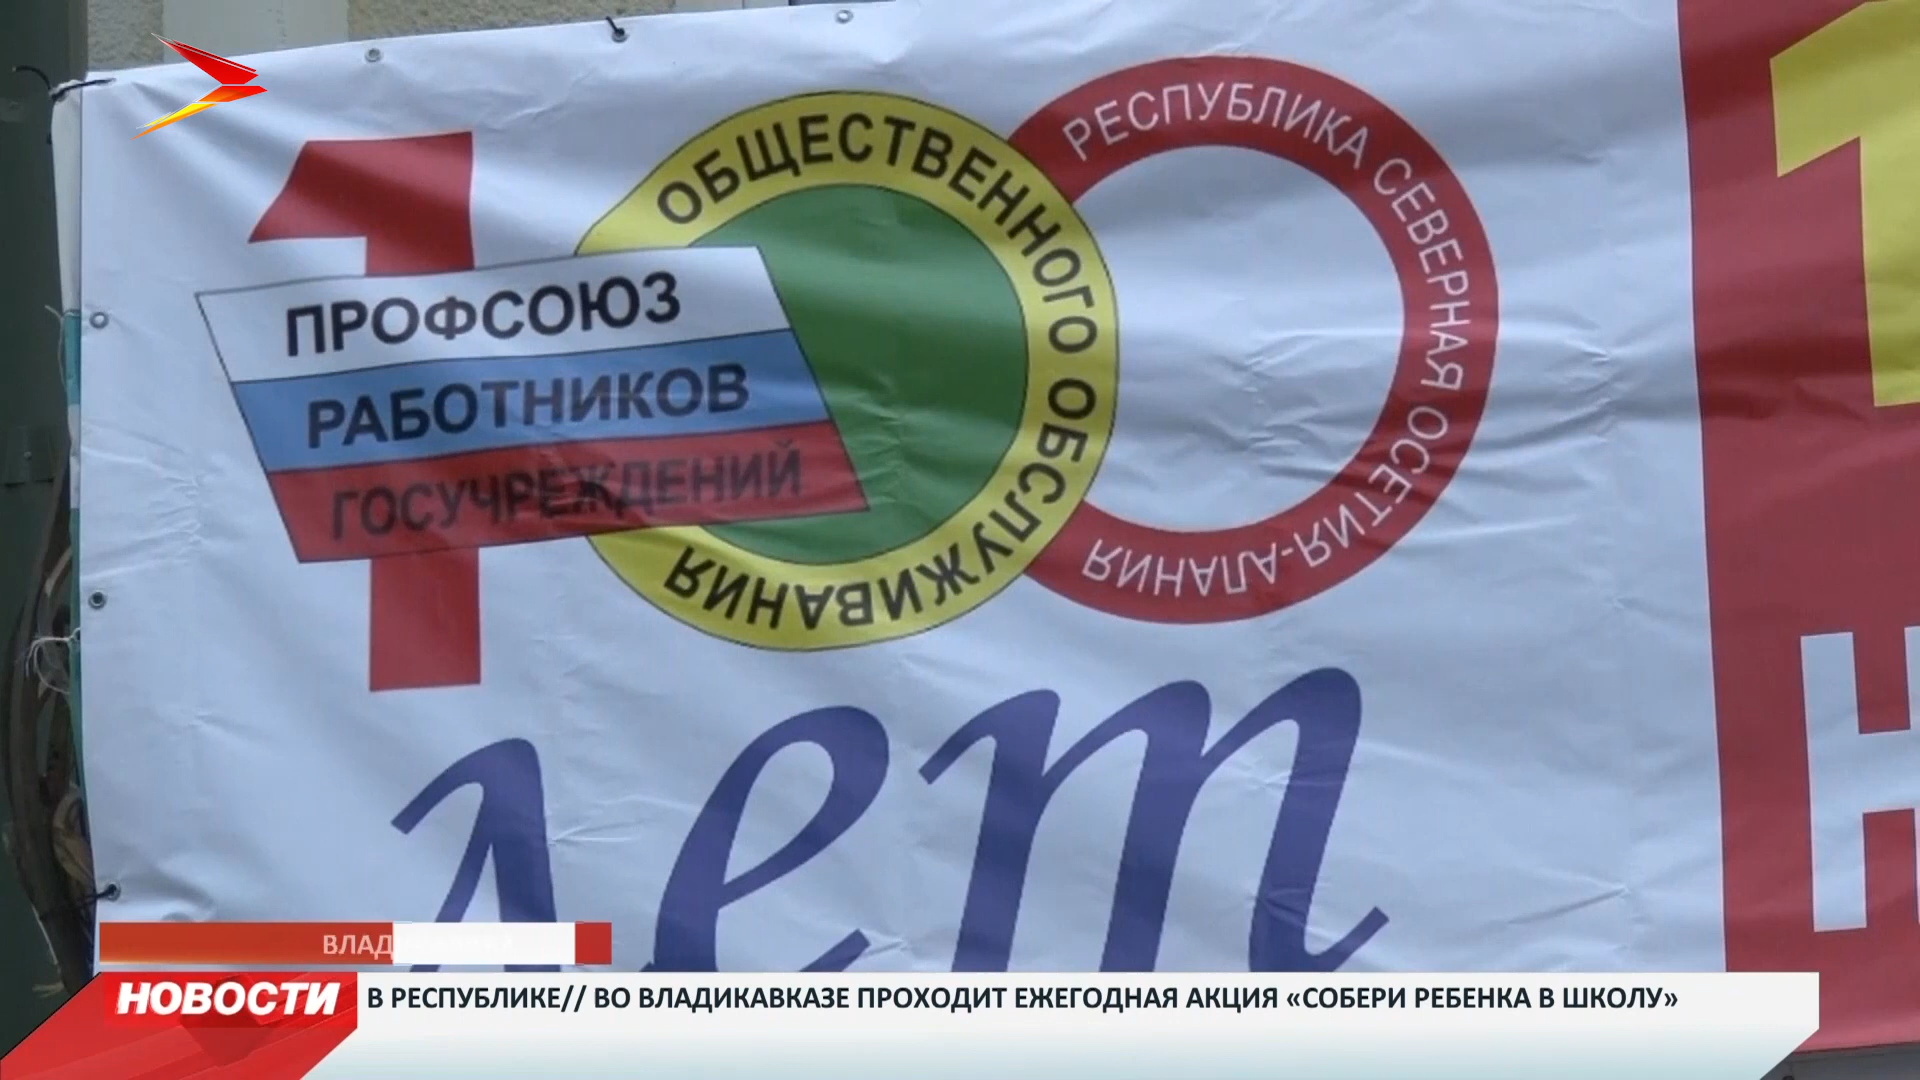 100
ПРОФСОЮЗ
РАБОТНИКОВ
ГОСУЧРЕЖДЕНИЙ
ОБЩЕСТВЕННОГО ОБСЛУЖИВАНИЯ
РЕСПУБЛИКА СЕВЕРНАЯ ОСЕТИЯ-АЛАНИЯ
лет
НОВОСТИ
В РЕСПУБЛИКЕ// ВО ВЛАДИКАВКАЗЕ ПРОХОДИТ ЕЖЕГОДНАЯ АКЦИЯ «СОБЕРИ РЕБЕНКА В ШКОЛУ»